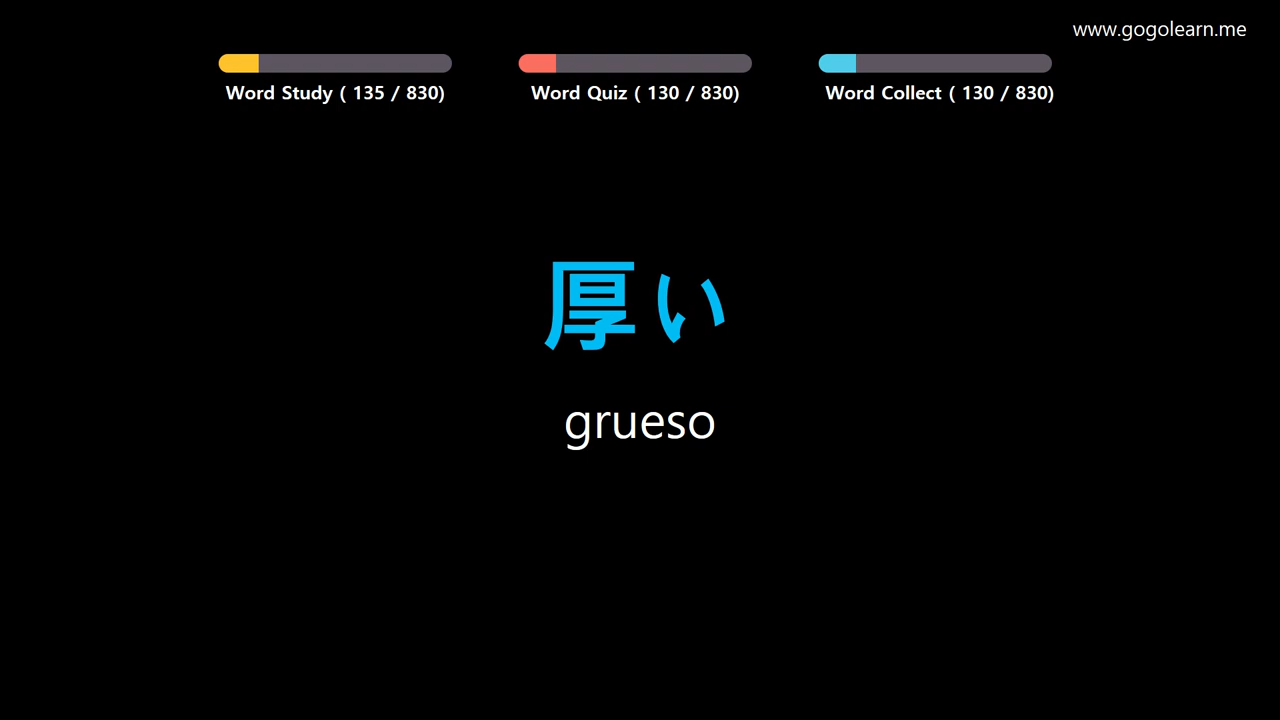 www.gogolearn.me
Word Study ( 135 / 830)
Word Quiz ( 130 / 830)
Word Collect ( 130 / 830)
厚い
grueso